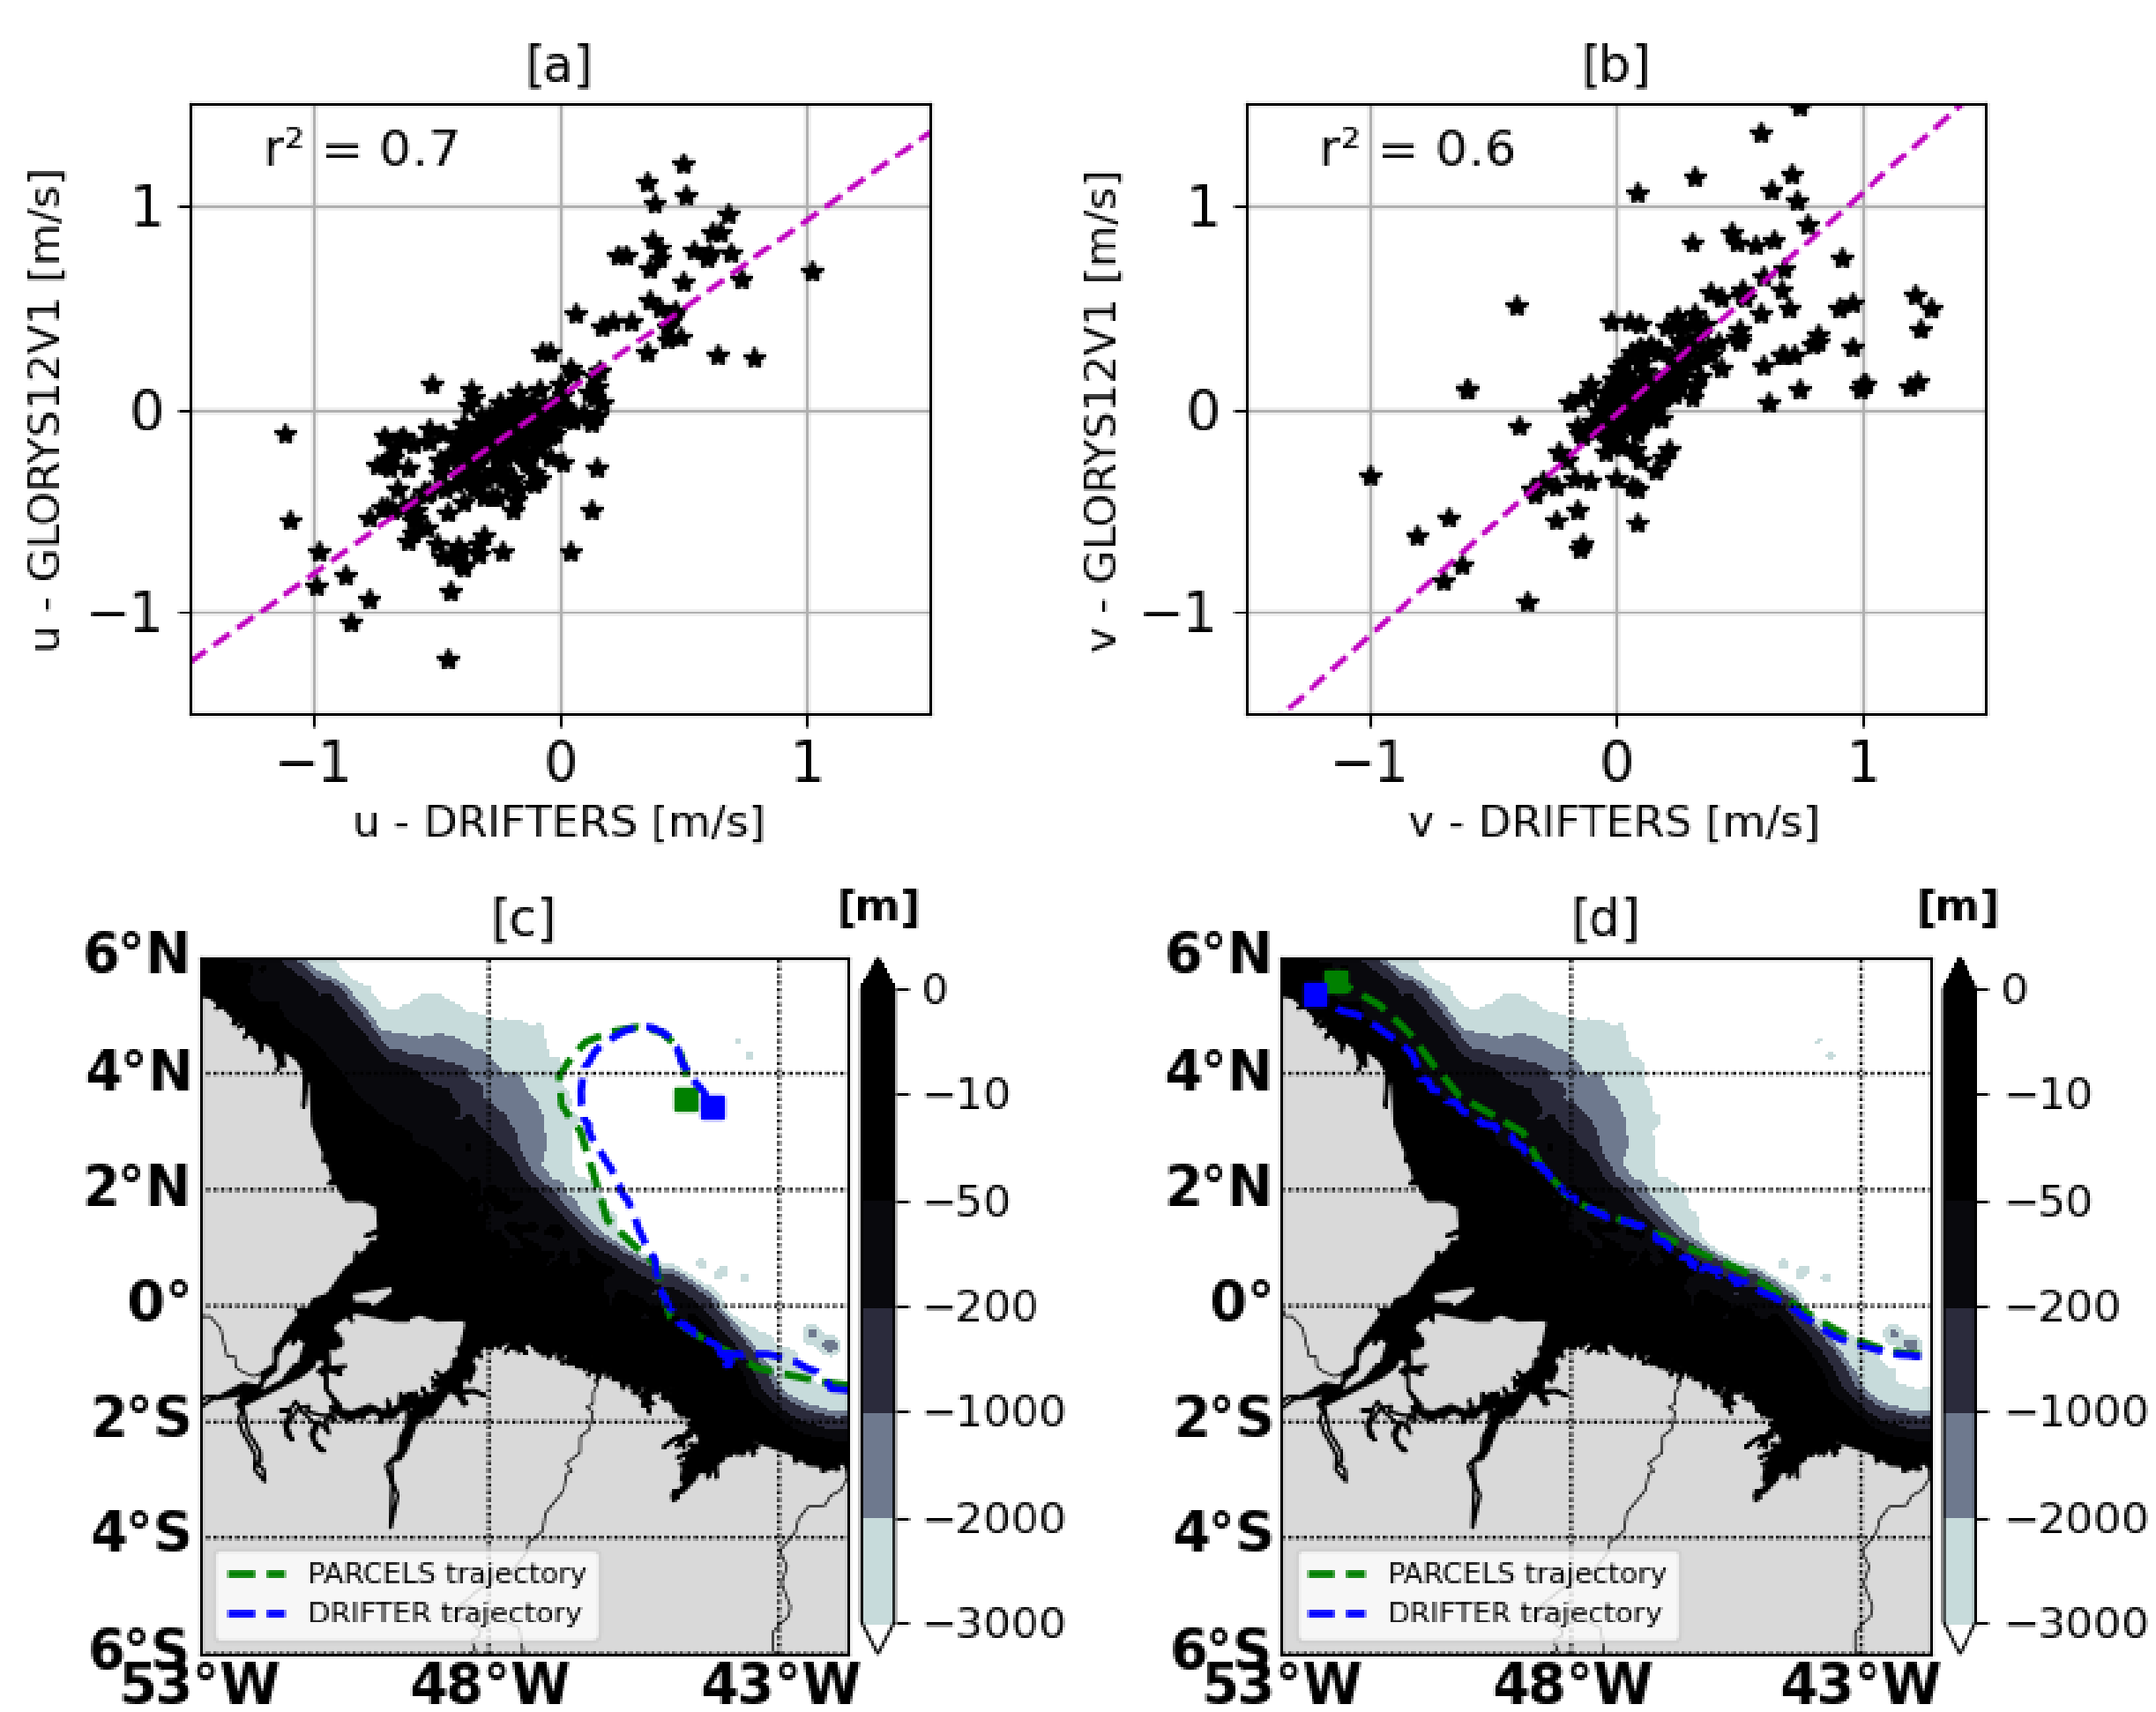 [a]
r² = 0.7
u - GLORYS12V1 [m/s]
1
0
−1
−1 0 1
u - DRIFTERS [m/s]
[b]
r² = 0.6
v - GLORYS12V1 [m/s]
1
0
−1
−1 0 1
v - DRIFTERS [m/s]
[c]
[m]
6°N
4°N
2°N
0°
2°S
4°S
6°S
53°W 48°W 43°W
PARCELS trajectory
DRIFTER trajectory
0
−10
−50
−200
−1000
−2000
−3000
[d]
[m]
6°N
4°N
2°N
0°
2°S
4°S
6°S
53°W 48°W 43°W
PARCELS trajectory
DRIFTER trajectory
0
−10
−50
−200
−1000
−2000
−3000